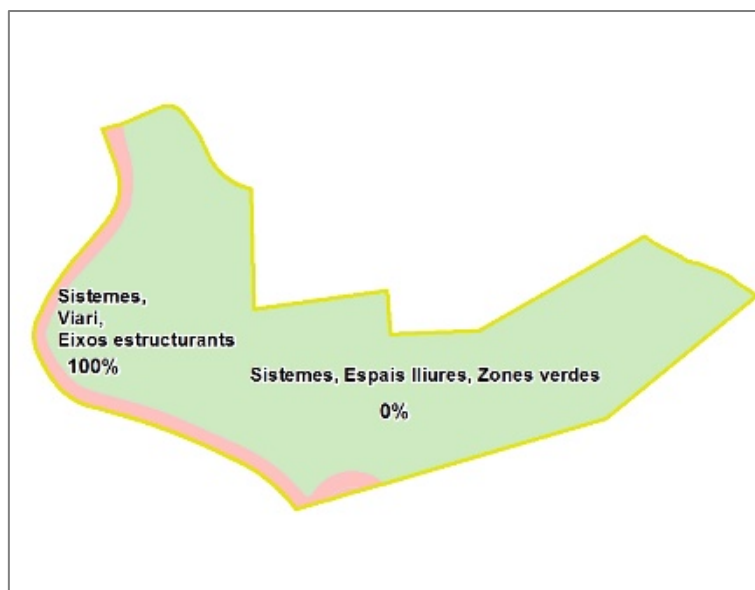 Sistemes,
Viari,
Eixos estructurants
100%
Sistemes, Espais lliures, Zones verdes
0%